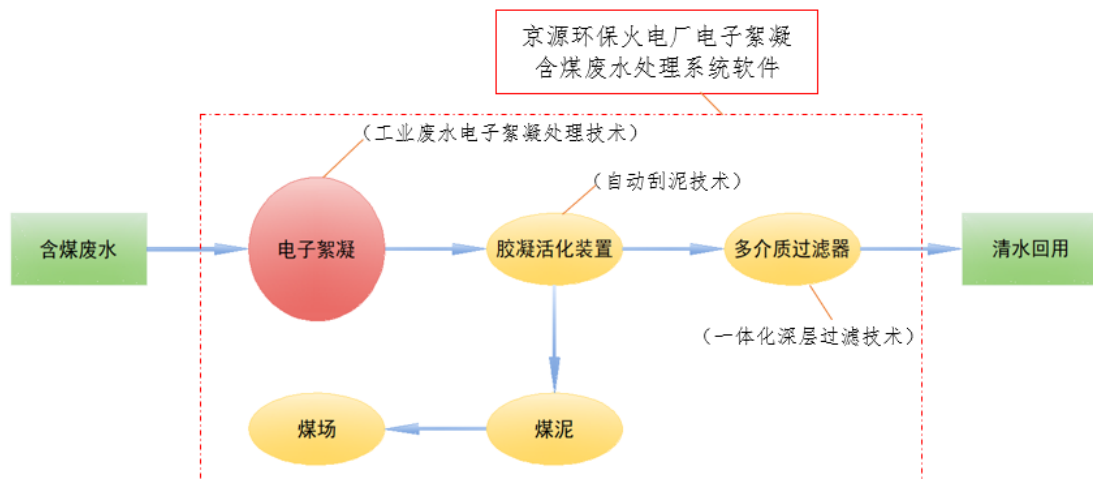 京源环保火电厂电子絮凝
含煤废水处理系统软件
（工业废水电子絮凝处理技术）
（自动刮泥技术）
含煤废水
电子絮凝
胶凝活化装置
多介质过滤器
清水回用
（一体化深层过滤技术）
煤场
煤泥